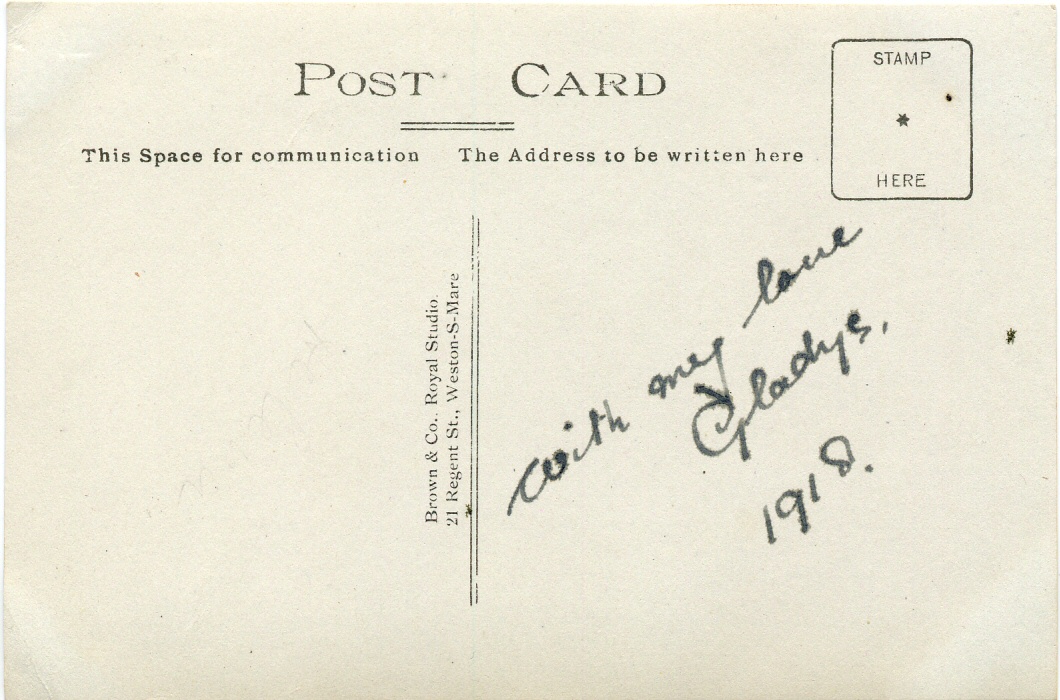 POST CARD
This Space for communication
The Address to be written here
STAMP
HERE
Brown & Co., Royal Studio.
21 Regent St., Weston-S-Mare
with my love
Gladys.
1918.